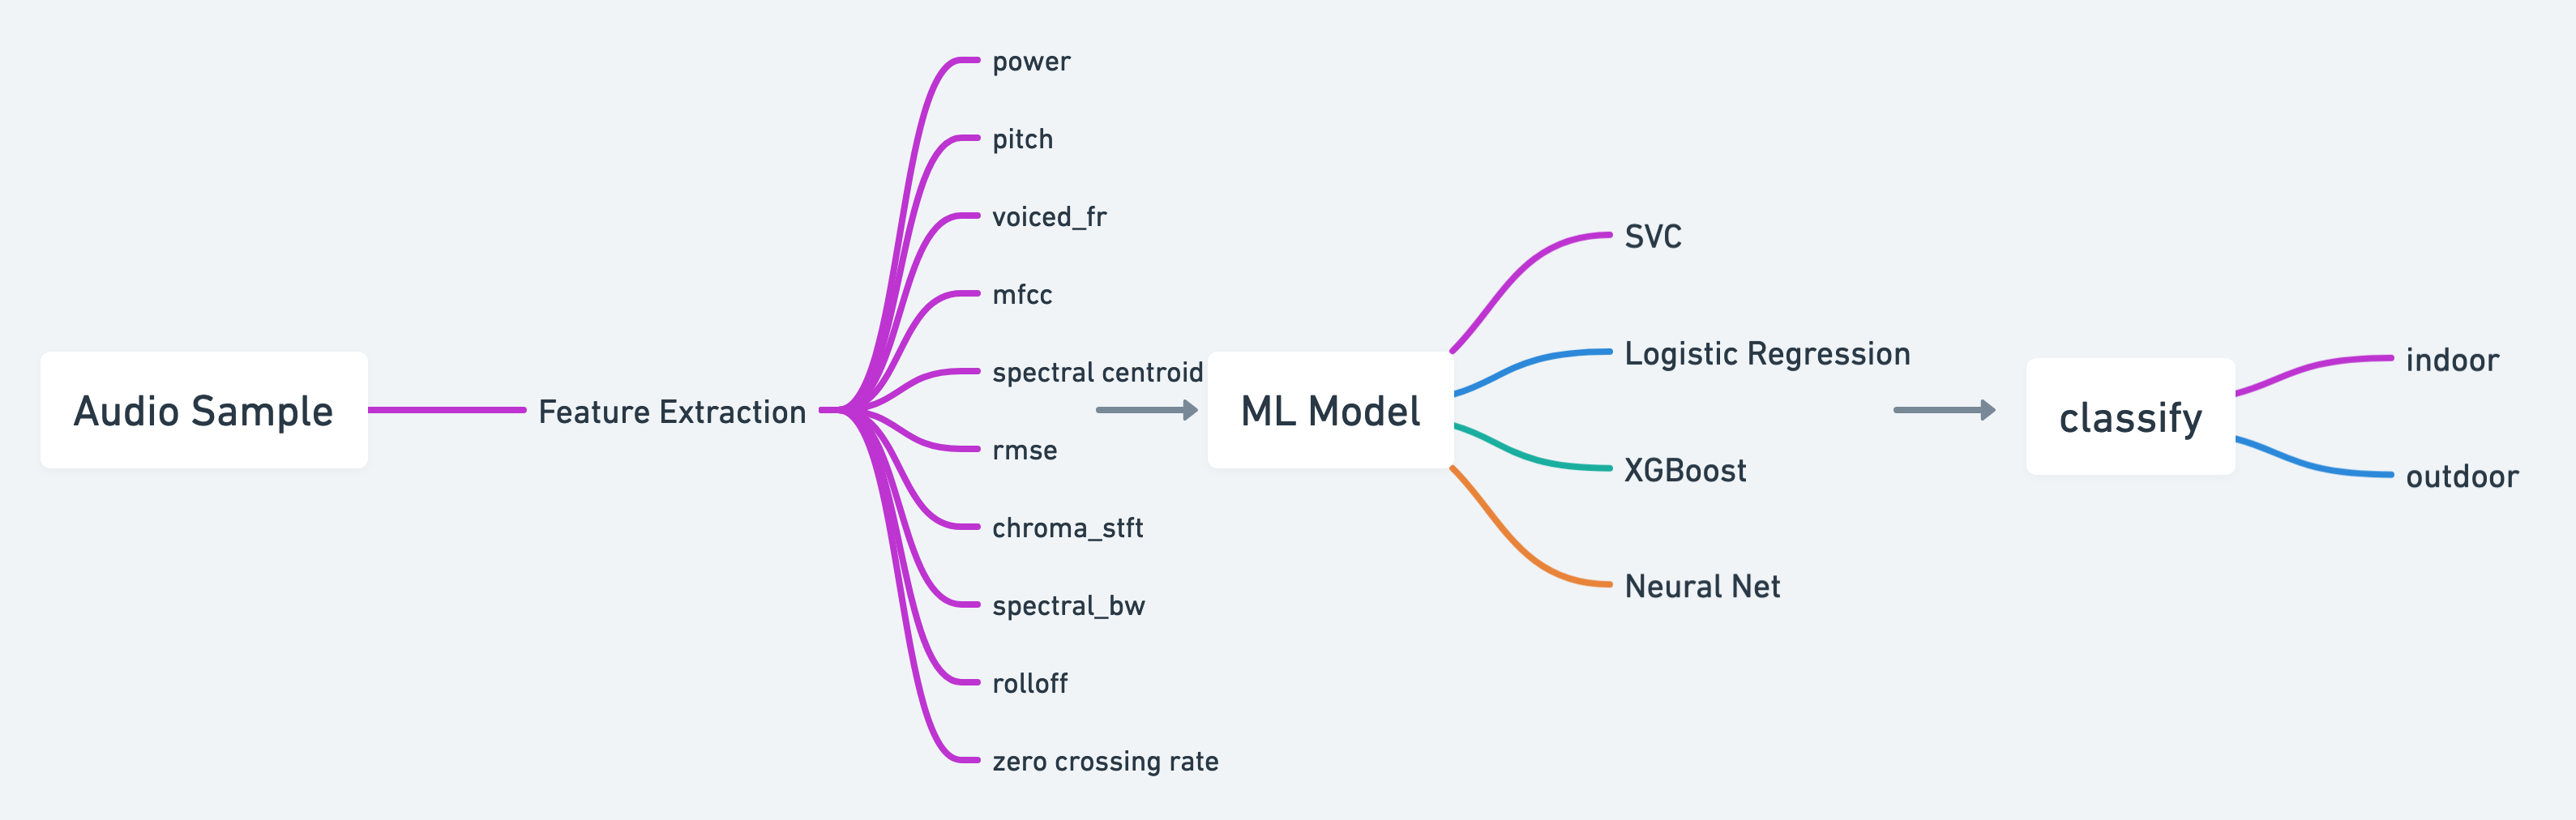 Audio Sample
Feature Extraction
power
pitch
voiced_fr
mfcc
spectral centroid
rmse
chroma_stft
spectral_bw
rolloff
zero crossing rate
ML Model
SVC
Logistic Regression
XGBoost
Neural Net
classify
indoor
outdoor